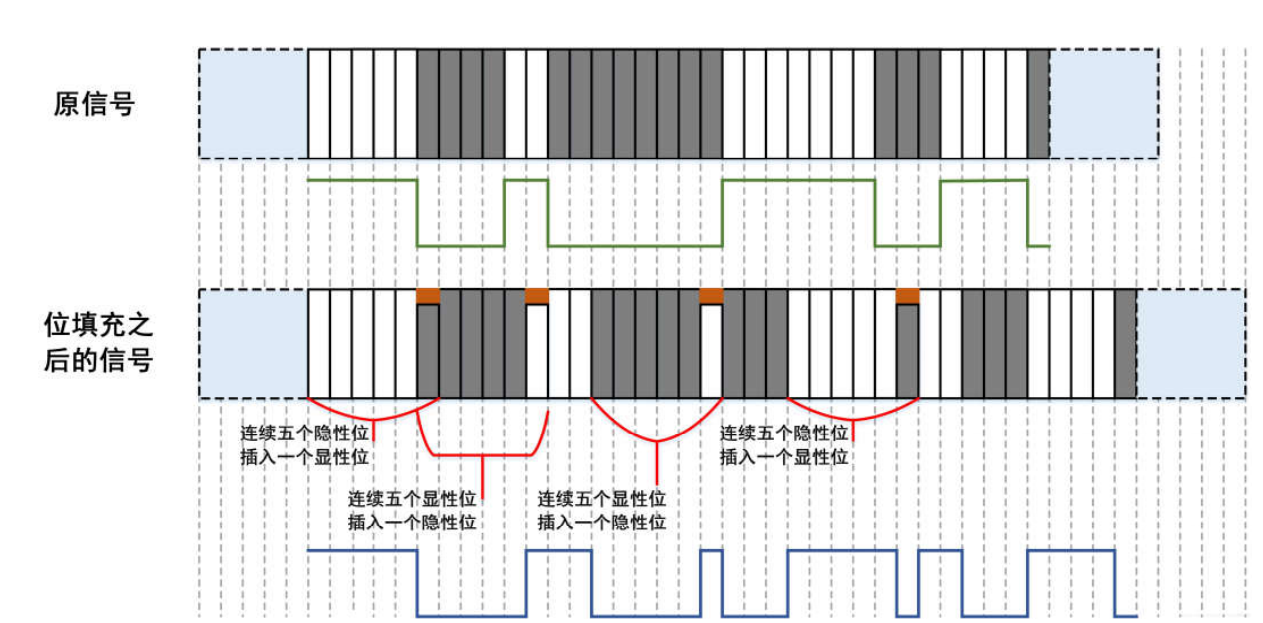 原信号
位填充之
后的信号
连续五个隐性位
插入一个显性位
连续五个显性位
插入一个隐性位
连续五个显性位
插入一个隐性位
连续五个隐性位
插入一个显性位